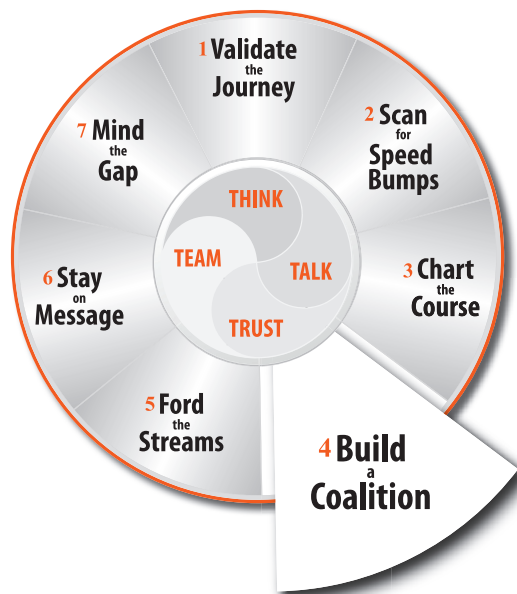 1 Validate
the
Journey
2 Scan
for
Speed
Bumps
3 Chart
the
Course
4 Build
a
Coalition
5 Ford
the
Streams
6 Stay
on
Message
7 Mind
the
Gap
THINK
TALK
TRUST
TEAM